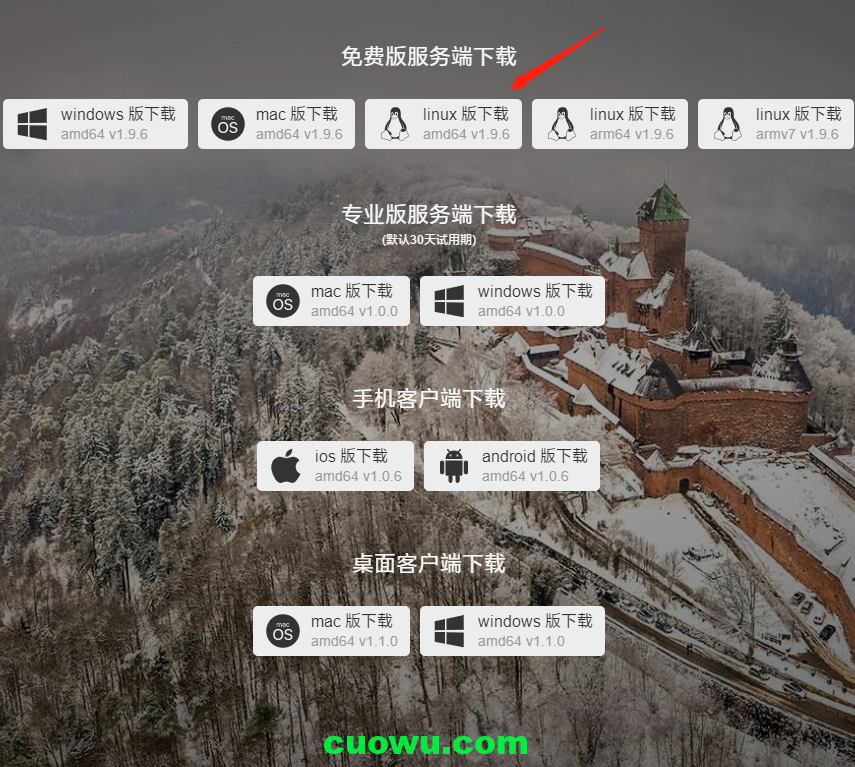 免费版服务端下载
windows 版下载
amd64 v1.9.6
mac OS
mac 版下载
amd64 v1.9.6
linux 版下载
amd64 v1.9.6
linux 版下载
arm64 v1.9.6
linux 版下载
armv7 v1.9.6
专业版服务端下载
(默认30天试用期)
mac OS
mac 版下载
amd64 v1.0.0
windows 版下载
amd64 v1.0.0
手机客户端下载
ios 版下载
amd64 v1.0.6
android 版下载
amd64 v1.0.6
桌面客户端下载
mac OS
mac 版下载
amd64 v1.1.0
windows 版下载
amd64 v1.1.0
cuowu.com